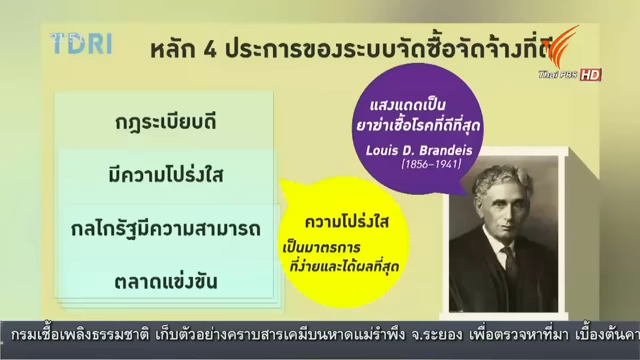 TDRI
หลัก 4 ประการของระบบจัดซื้อจัดจ้างที่ดี
Thai PBS HD
แสงแดดเป็น
ยาฆ่าเชื้อโรคที่ดีที่สุด
Louis D. Brandeis
(1856–1941)
กฎระเบียบดี
มีความโปร่งใส
กลไกรัฐมีความสามารถ
ตลาดแข่งขัน
ความโปร่งใส
เป็นมาตรการ
ที่ง่ายและได้ผลที่สุด
กรมเชื้อเพลิงธรรมชาติ เก็บตัวอย่างคราบสารเคมีบนหาดแม่รำพึง จ.ระยอง เพื่อตรวจหาที่มา เบื้องต้นคา